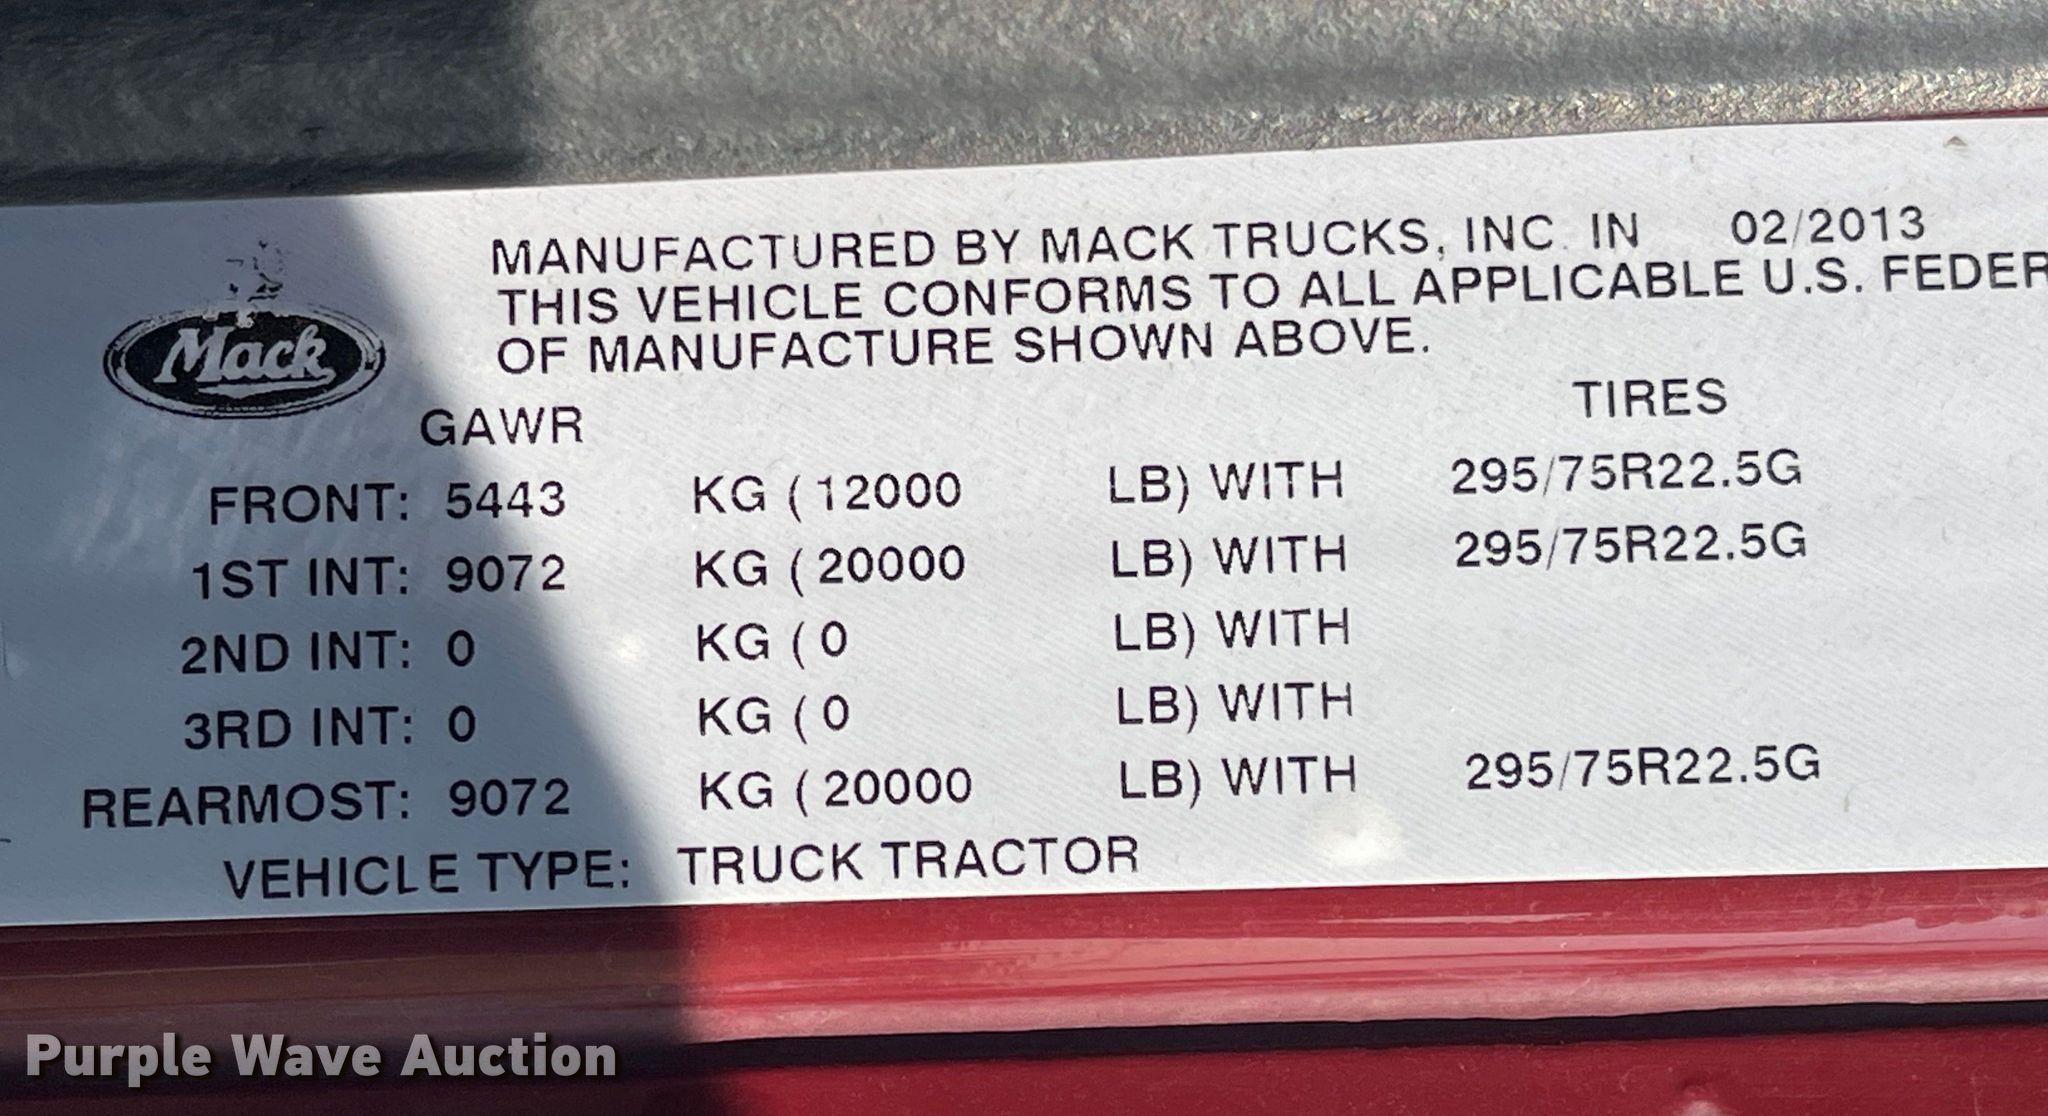 MANUFACTURED BY MACK TRUCKS, INC. IN 02/2013
THIS VEHICLE CONFORMS TO ALL APPLICABLE U.S. FEDER
OF MANUFACTURE SHOWN ABOVE.
Mack
GAWR TIRES
FRONT: 5443 KG ( 12000 LB) WITH 295/75R22.5G
1ST INT: 9072 KG ( 20000 LB) WITH 295/75R22.5G
2ND INT: 0 KG ( 0 LB) WITH
3RD INT: 0 KG ( 0 LB) WITH
REARMOST: 9072 KG ( 20000 LB) WITH 295/75R22.5G
VEHICLE TYPE: TRUCK TRACTOR
Purple Wave Auction